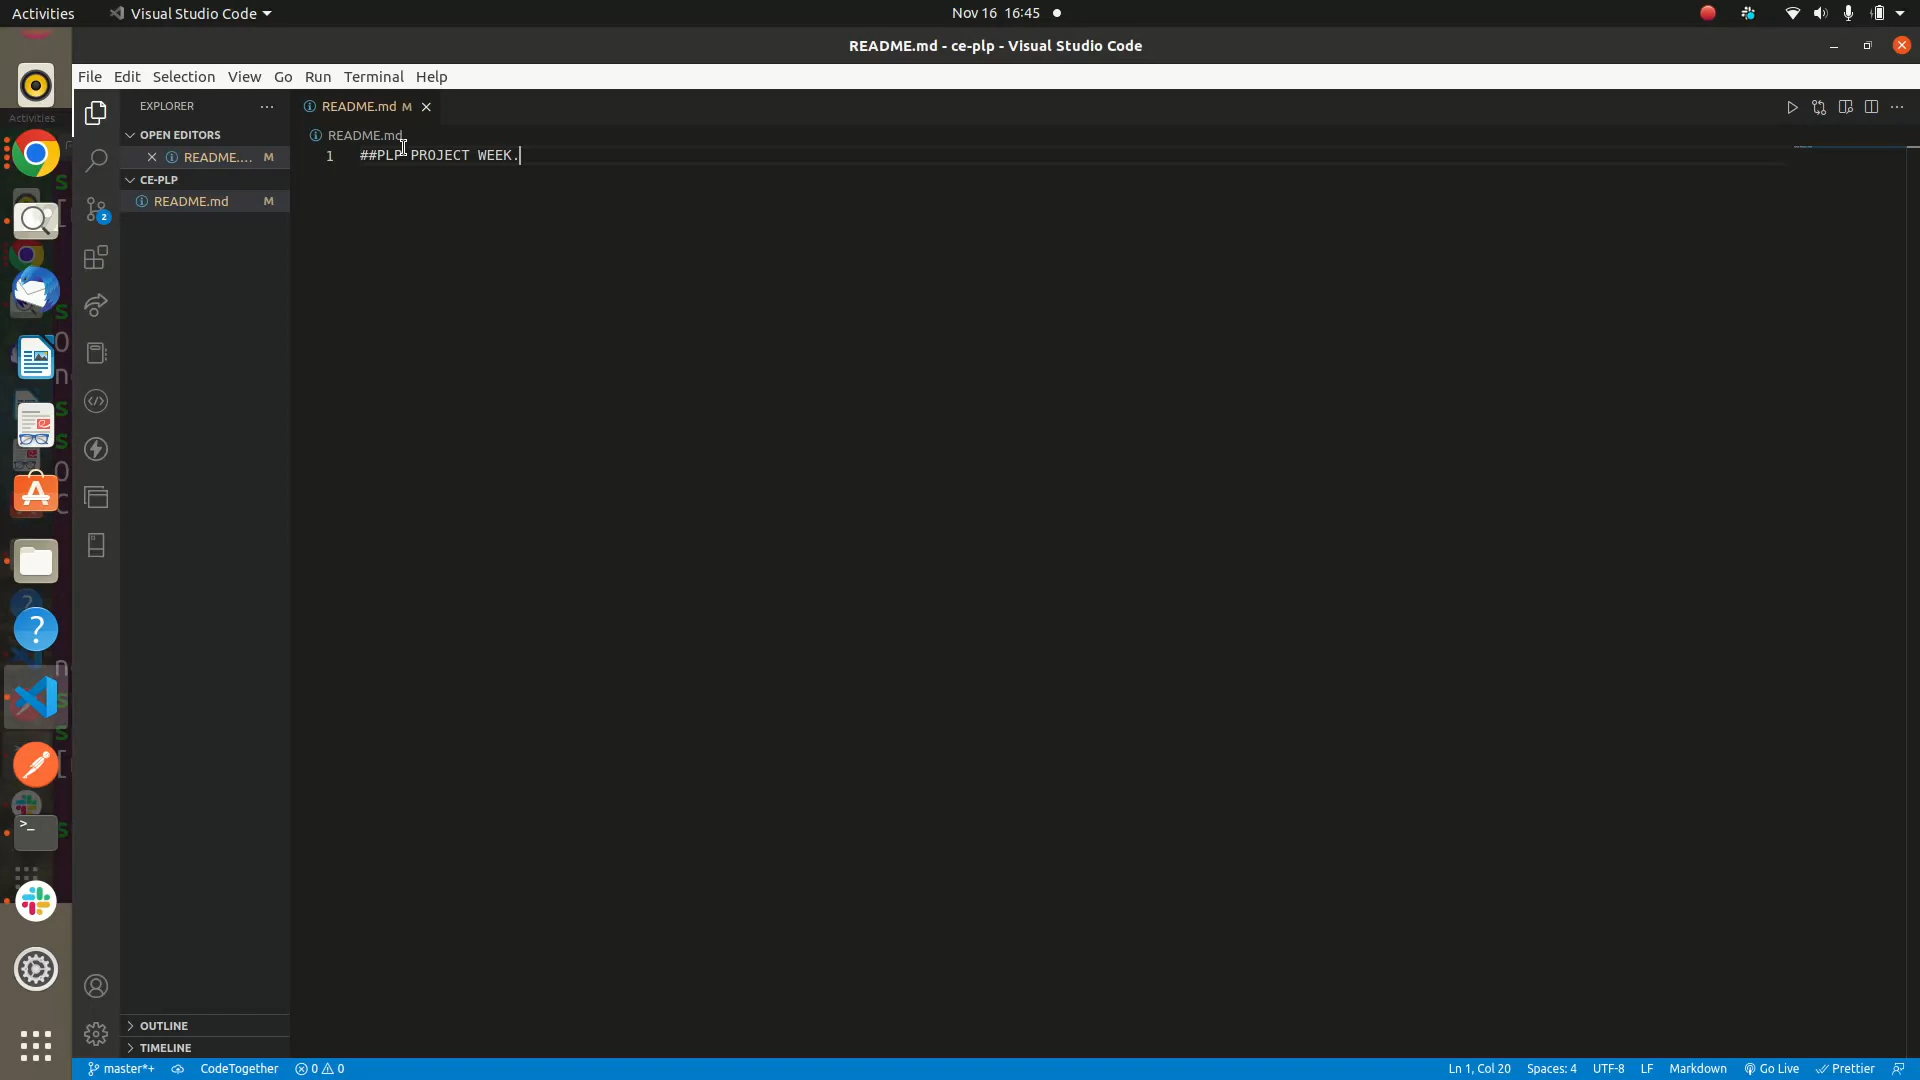 Activities
Visual Studio Code
Nov 16 16:45
README.md - ce-plp - Visual Studio Code
File Edit Selection View Go Run Terminal Help
Activities
EXPLORER
README.md M
OPEN EDITORS
README.... M
CE-PLP
README.md M
README.md
1 ##PLP PROJECT WEEK.
2
OUTLINE
TIMELINE
master*+
CodeTogether
0 0
Ln 1, Col 20
Spaces: 4
UTF-8
LF
Markdown
Go Live
Prettier